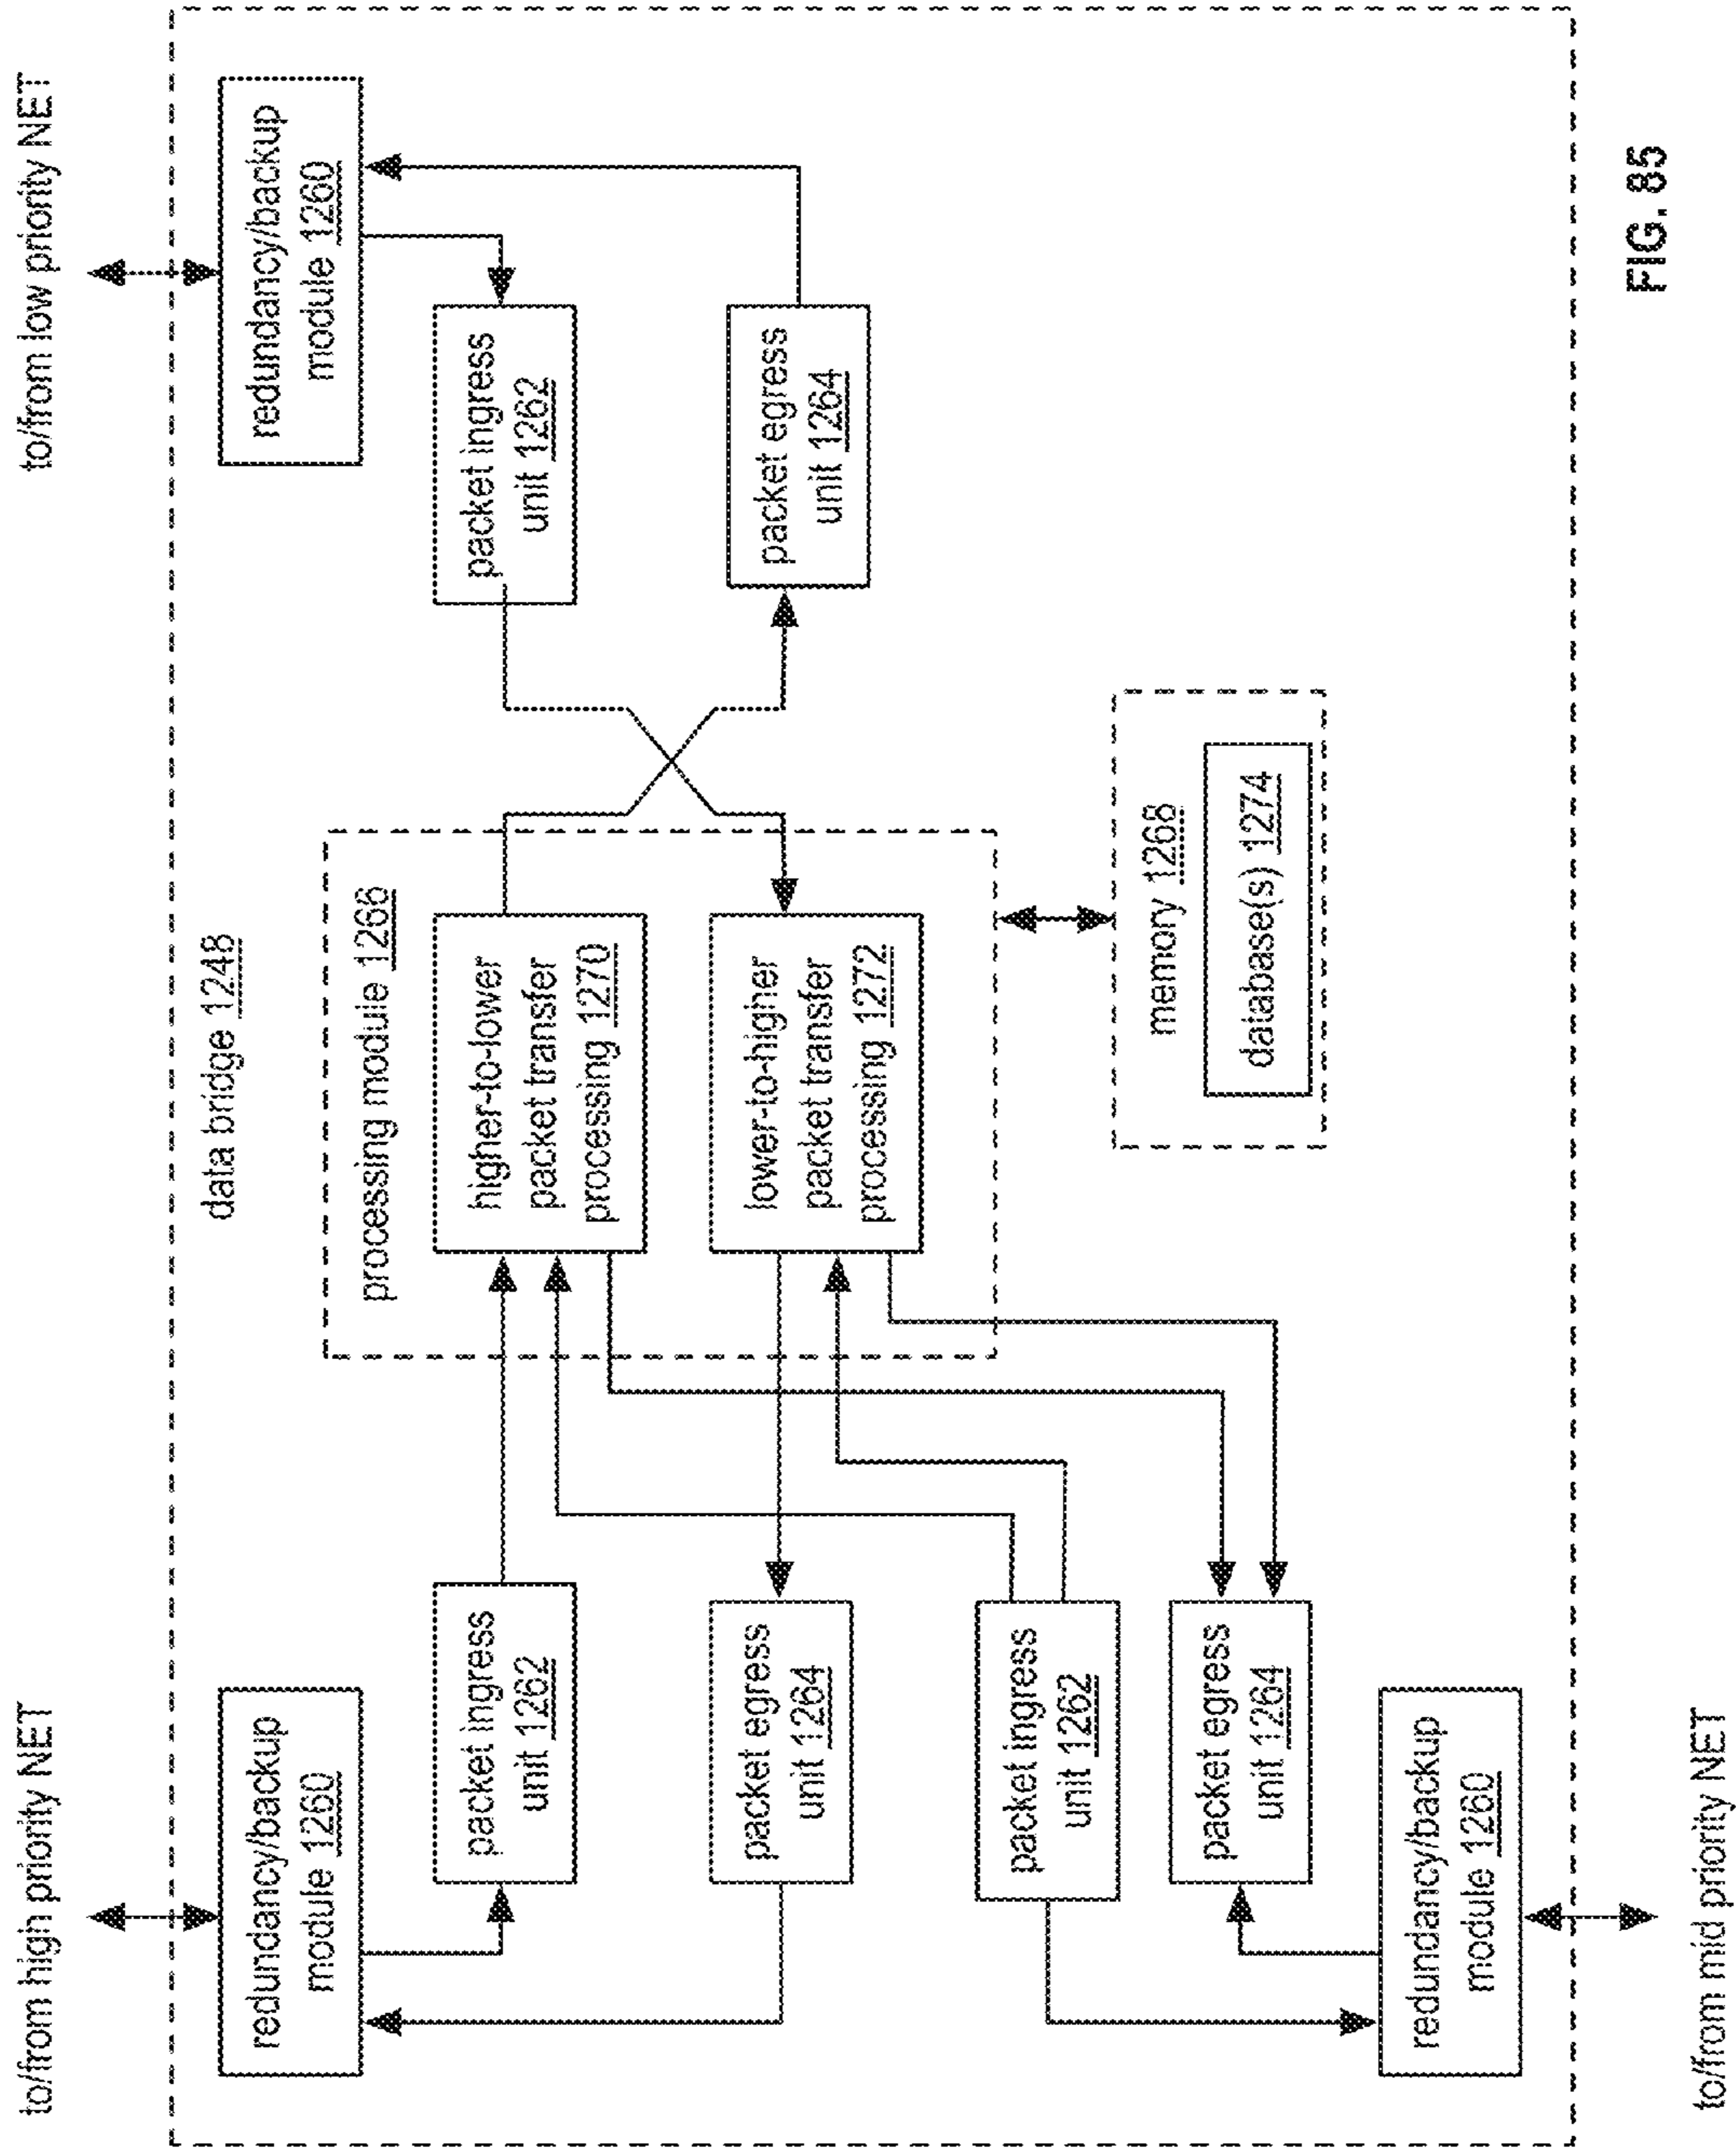 to/from high priority NET
to/from low priority NET
data bridge 1248
redundancy/backup
module 1260
redundancy/backup
module 1260
processing module 1266
packet ingress
unit 1262
higher-to-lower
packet transfer
processing 1270
packet ingress
unit 1262
packet egress
unit 1264
lower-to-higher
packet transfer
processing 1272
packet egress
unit 1264
packet ingress
unit 1262
memory 1268
database(s) 1274
packet egress
unit 1264
redundancy/backup
module 1260
to/from mid priority NET
FIG. 85